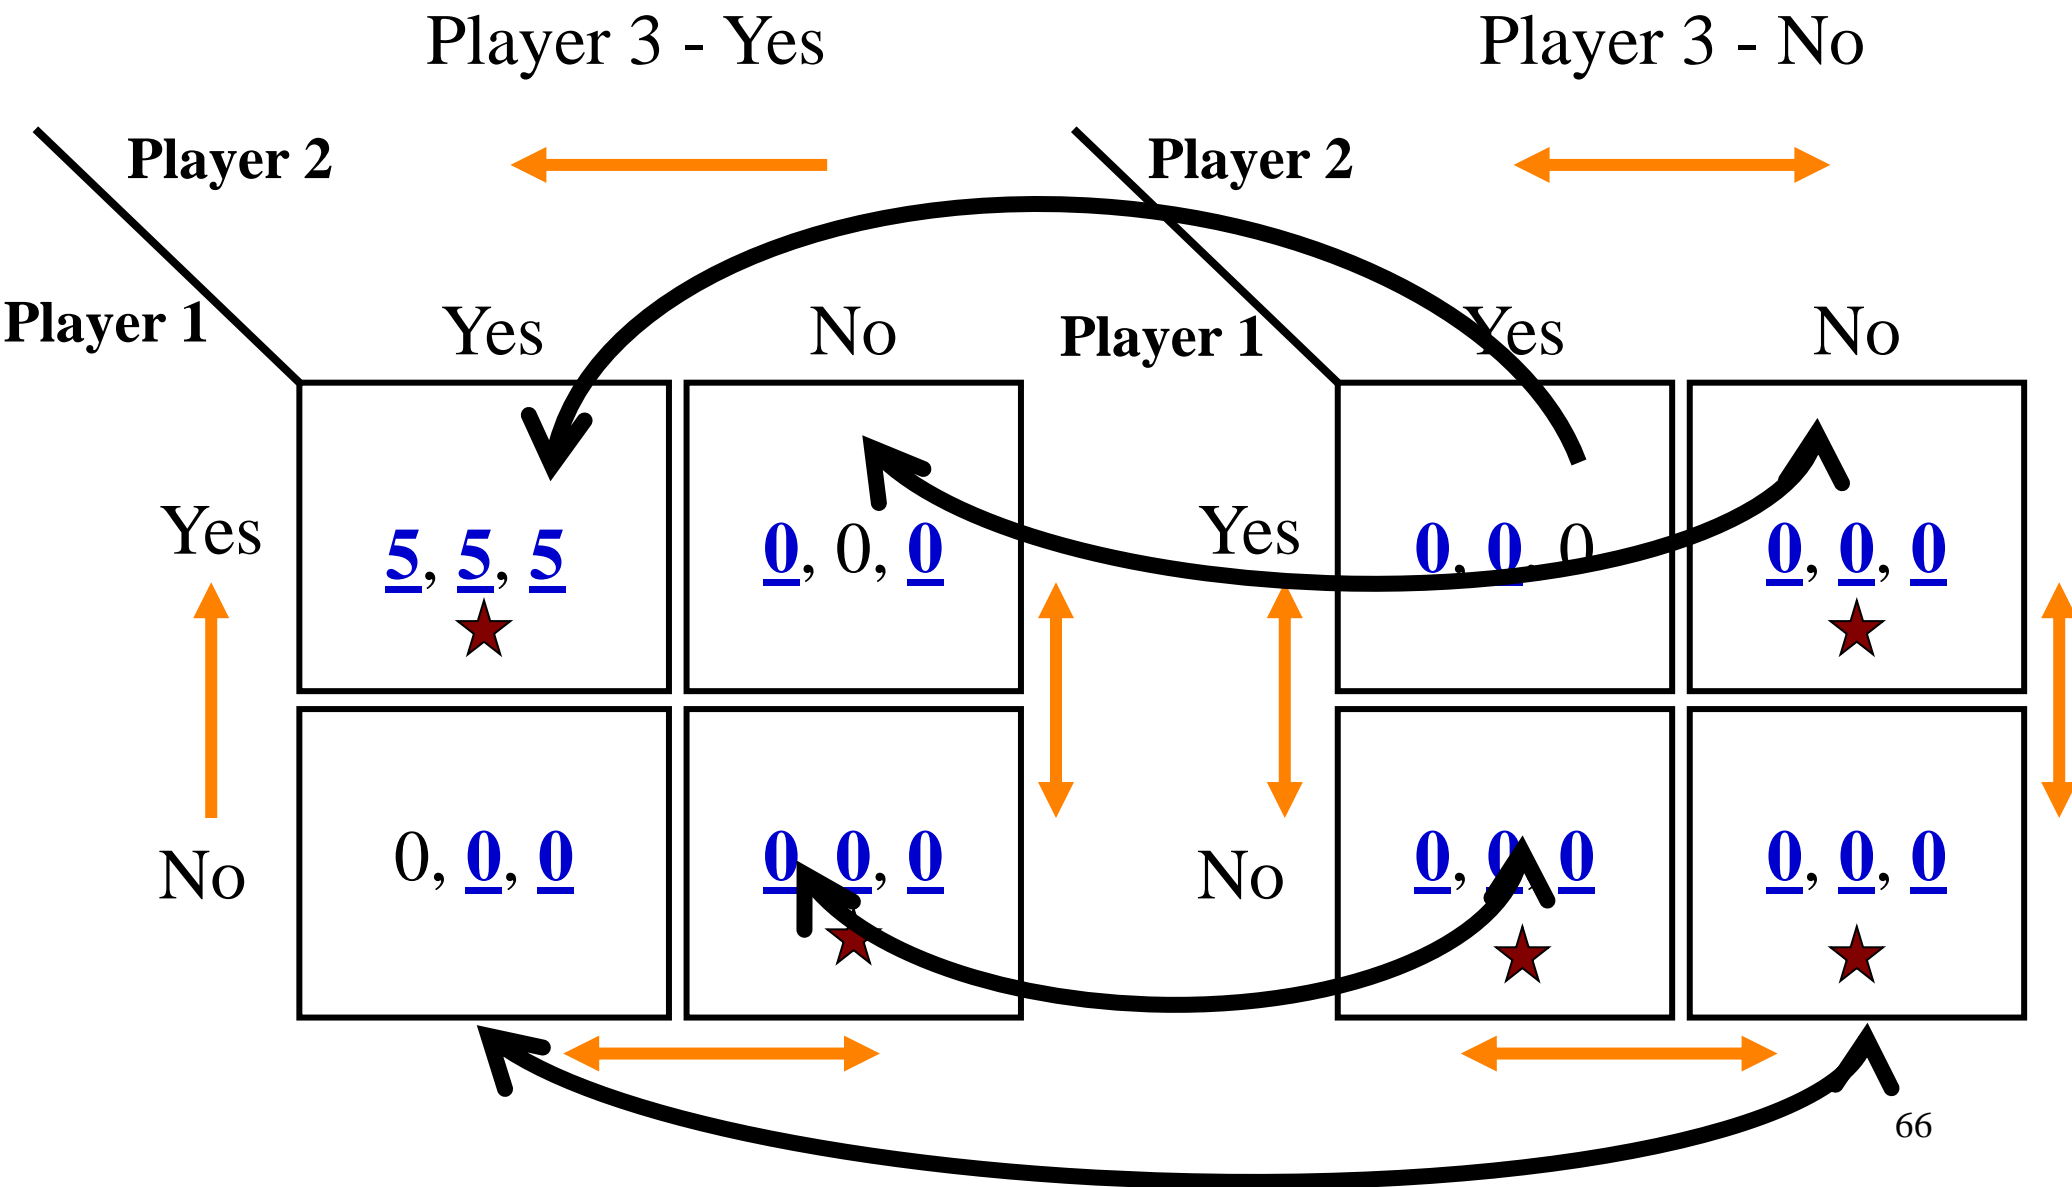 Player 3 - Yes Player 3 - No
Player 2 Player 2
Player 1 Yes No Player 1 Yes No
Yes 5, 5, 5 0, 0, 0 Yes 0, 0, 0 0, 0, 0
No 0, 0, 0 0, 0, 0 No 0, 0, 0 0, 0, 0
66